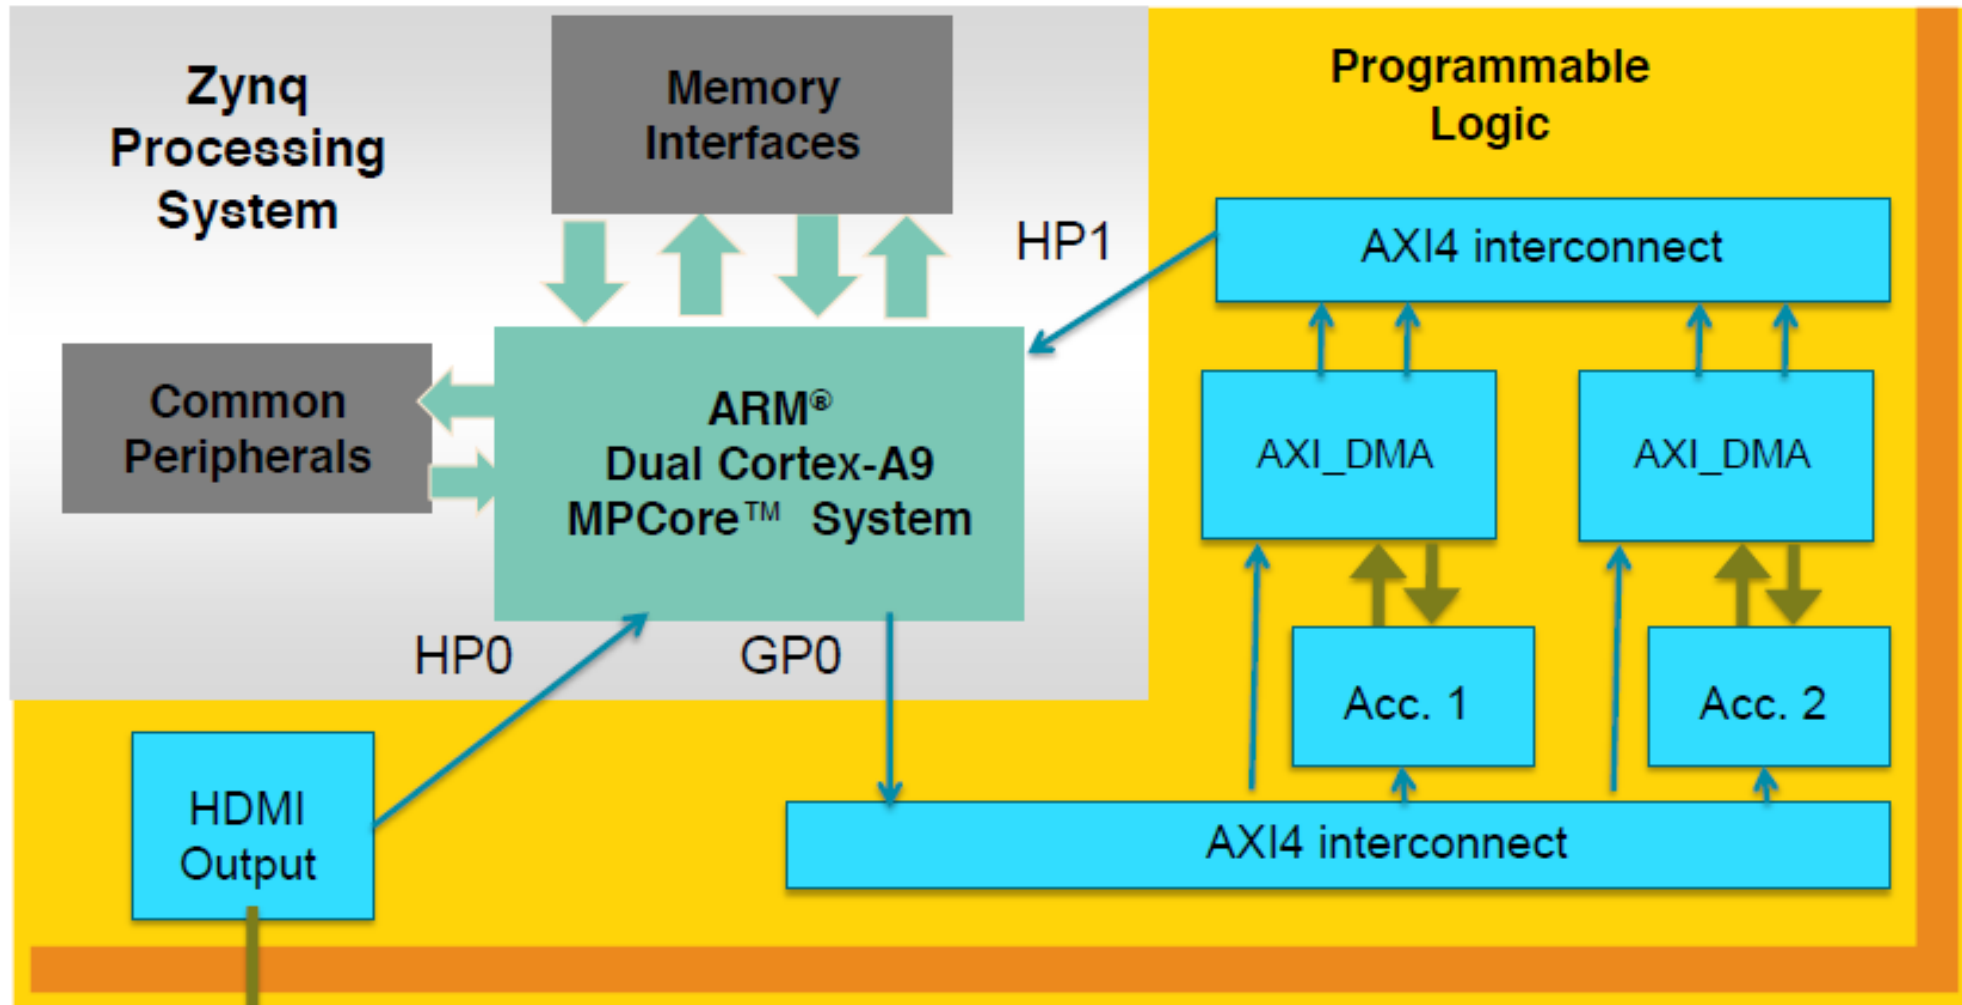 Zynq
Processing
System
Memory
Interfaces
Programmable
Logic
HP1
AXI4 interconnect
Common
Peripherals
ARM®
Dual Cortex-A9
MPCore™ System
AXI_DMA
AXI_DMA
HP0
GP0
Acc. 1
Acc. 2
HDMI
Output
AXI4 interconnect